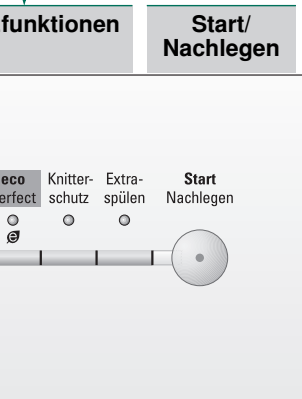 funktionen
Start/
Nachlegen
eco
erfect
Knitter-
schutz
Extra-
spülen
Start
Nachlegen